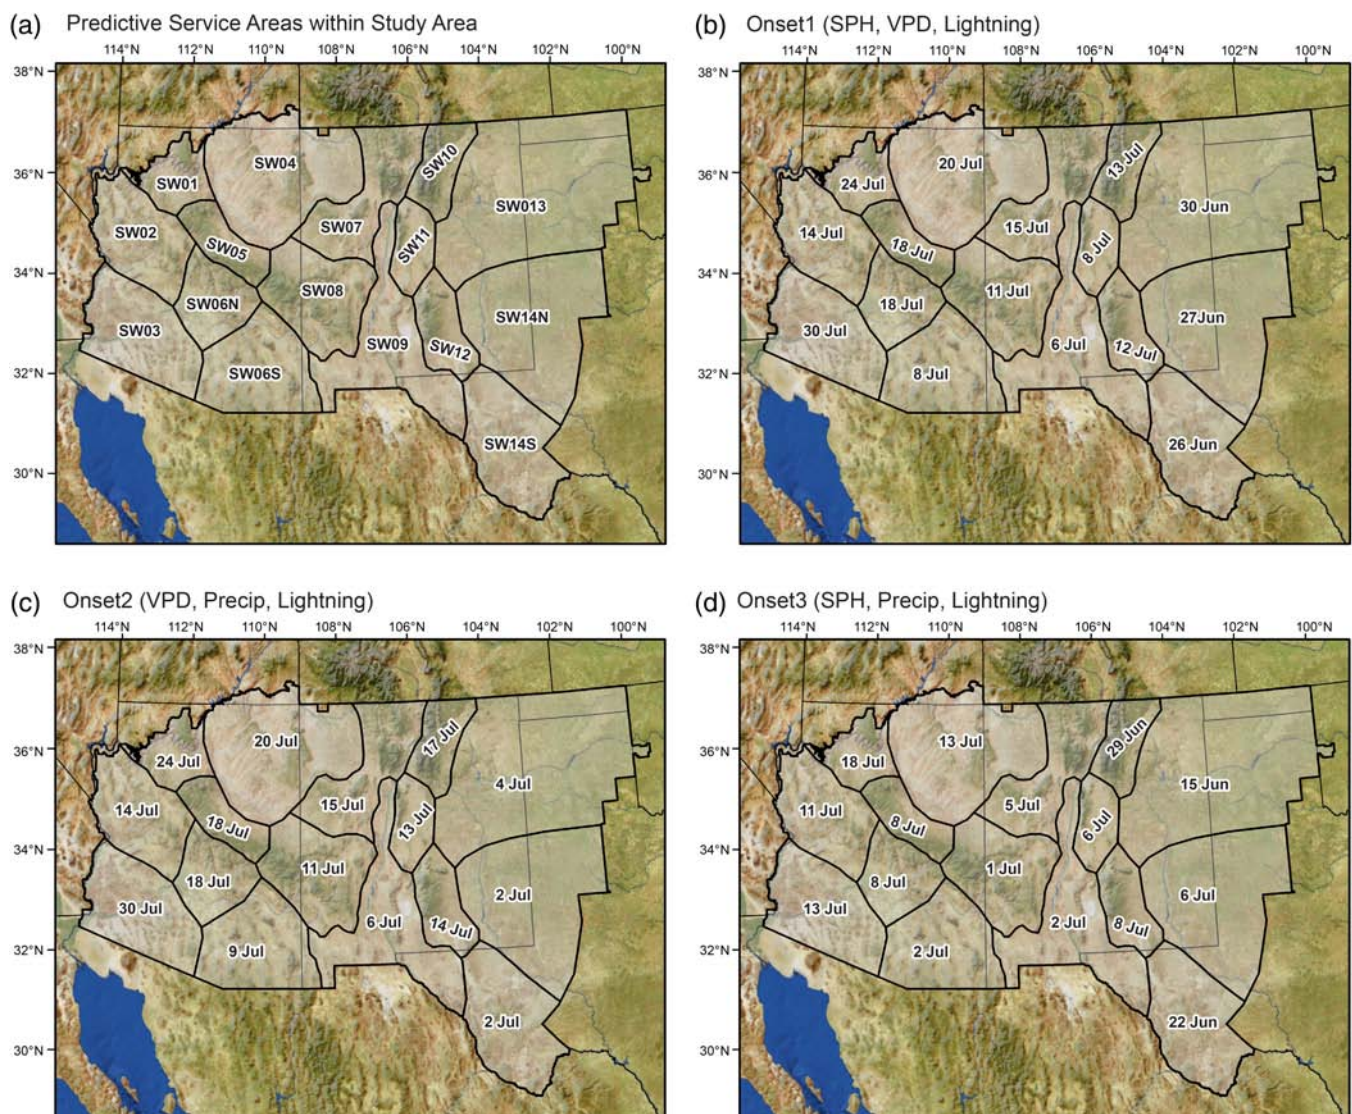 (a) Predictive Service Areas within Study Area
114°N 112°N 110°N 108°N 106°N 104°N 102°N 100°N
38°N
36°N
34°N
32°N
30°N
SW10
SW04
SW01
SW013
SW07
SW02
SW11
SW05
SW08
SW06N
SW14N
SW03
SW09
SW12
SW06S
SW14S
(b) Onset1 (SPH, VPD, Lightning)
114°N 112°N 110°N 108°N 106°N 104°N 102°N 100°N
38°N
36°N
34°N
32°N
30°N
13 Jul
20 Jul
24 Jul
30 Jun
15 Jul
14 Jul
8 Jul
18 Jul
11 Jul
18 Jul
27Jun
30 Jul
6 Jul
12 Jul
8 Jul
26 Jun
(c) Onset2 (VPD, Precip, Lightning)
114°N 112°N 110°N 108°N 106°N 104°N 102°N 100°N
38°N
36°N
34°N
32°N
30°N
17 Jul
20 Jul
24 Jul
4 Jul
15 Jul
14 Jul
13 Jul
18 Jul
11 Jul
18 Jul
2 Jul
30 Jul
6 Jul
14 Jul
9 Jul
2 Jul
(d) Onset3 (SPH, Precip, Lightning)
114°N 112°N 110°N 108°N 106°N 104°N 102°N 100°N
38°N
36°N
34°N
32°N
30°N
29 Jun
13 Jul
18 Jul
15 Jun
5 Jul
11 Jul
6 Jul
8 Jul
1 Jul
8 Jul
6 Jul
13 Jul
2 Jul
8 Jul
2 Jul
22 Jun